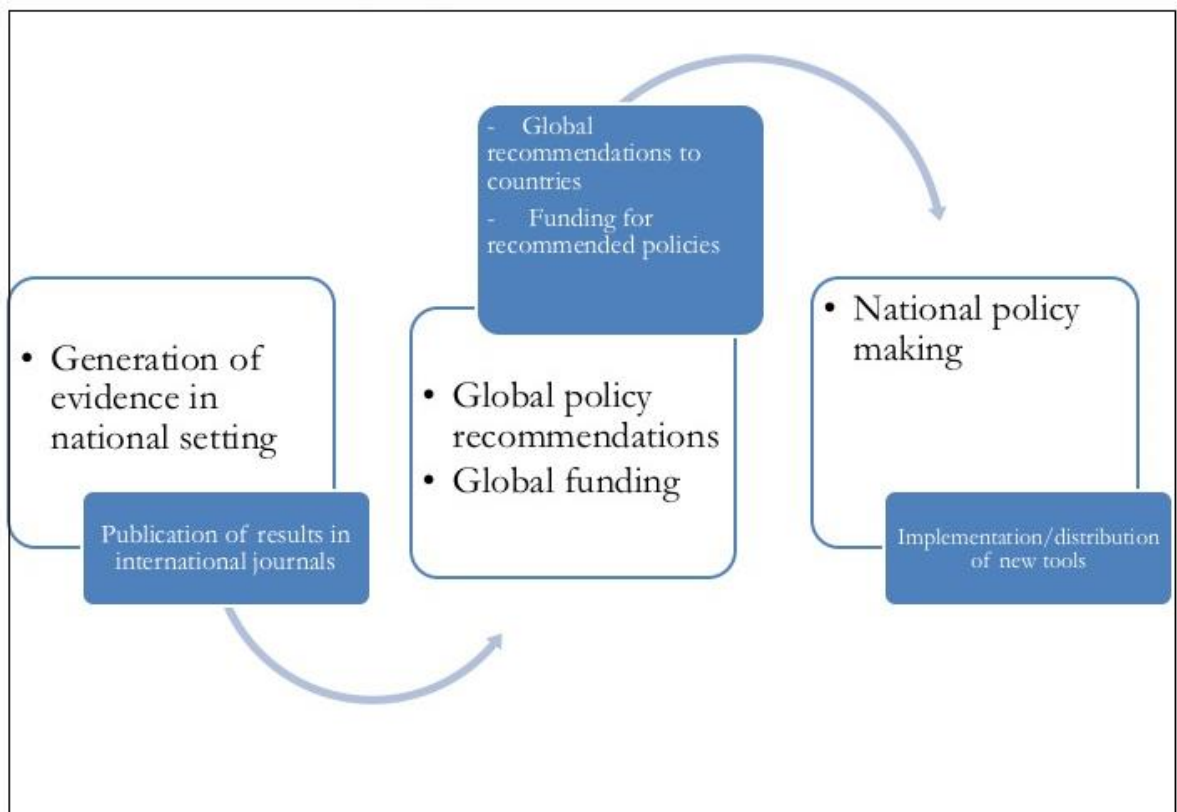 • Generation of
evidence in
national setting
Publication of results in
international journals
- Global
recommendations to
countries
- Funding for
recommended policies
• Global policy
recommendations
• Global funding
• National policy
making
Implementation/distribution
of new tools